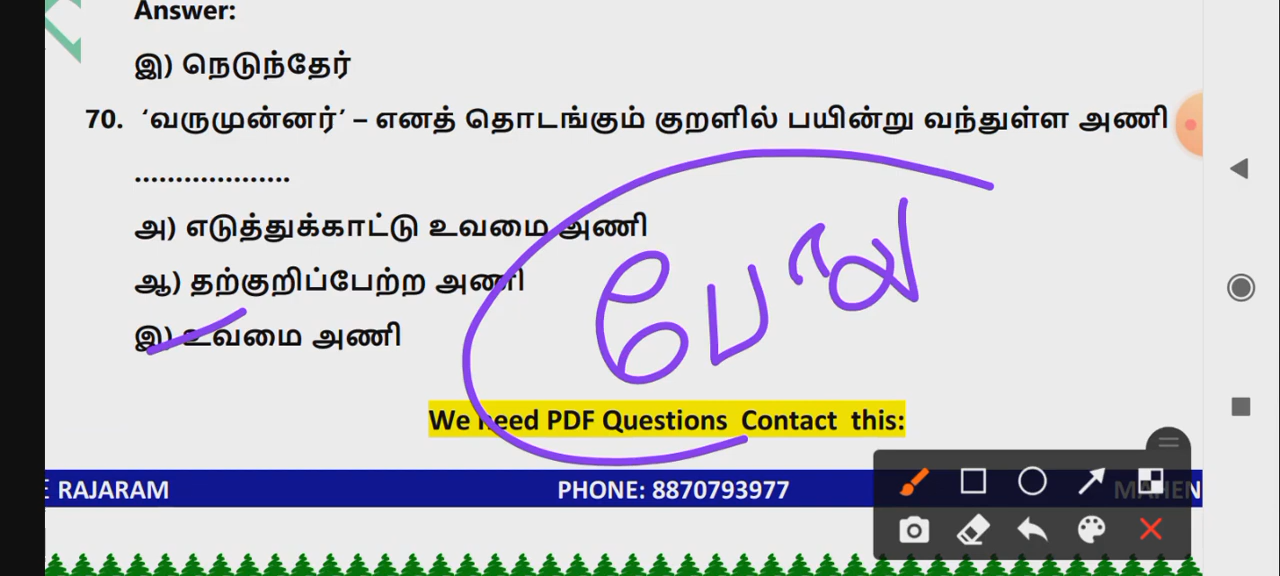 Answer:
இ) நெடுந்தேர்
70. ‘வருமுன்னர்’ – எனத் தொடங்கும் குறளில் பயின்று வந்துள்ள அணி
...................
அ) எடுத்துக்காட்டு உவமை அணி
ஆ) தற்குறிப்பேற்ற அணி
இ) உவமை அணி
We need PDF Questions Contact this:
E RAJARAM PHONE: 8870793977 MAHEN